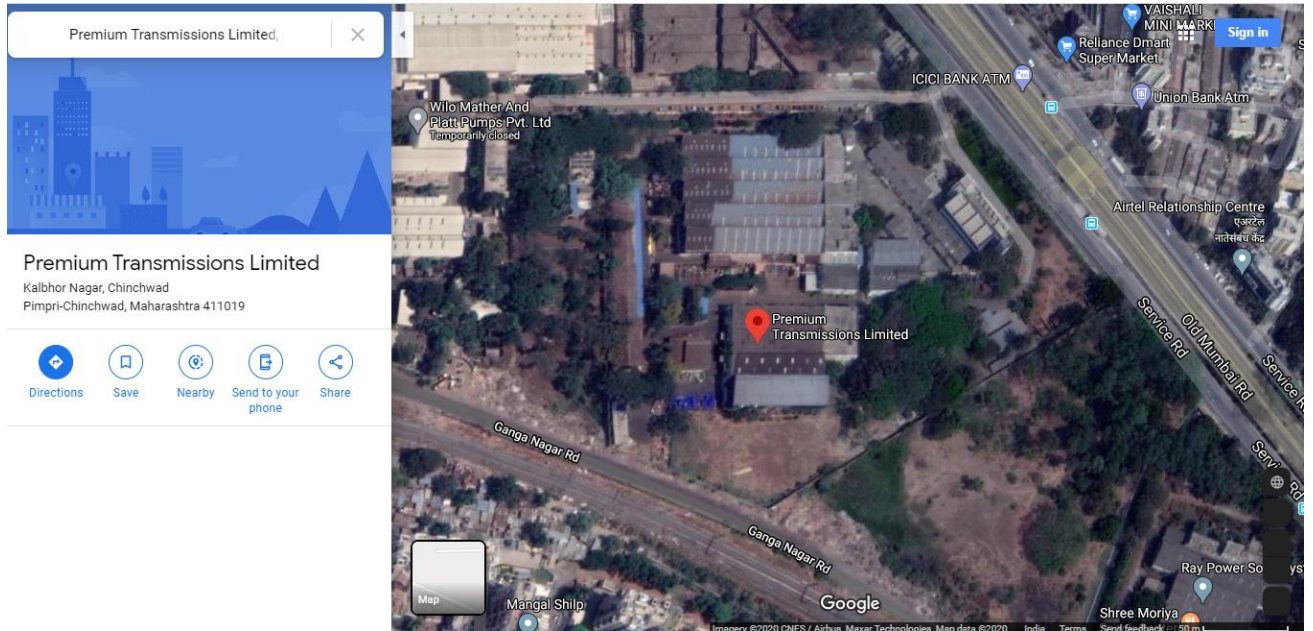 Premium Transmissions Limited,
Premium Transmissions Limited
Kalbhor Nagar, Chinchwad
Pimpri-Chinchwad, Maharashtra 411019
Directions
Save
Nearby
Send to your
phone
Share
VAISHALI
MINI MARK
Sign in
Reliance Dmart
Super Market
ICICI BANK ATM
Union Bank Atm
Wilo Mather And
Platt Pumps Pvt. Ltd
Temporarily closed
Airtel Relationship Centre
एअरटेल
नातेसंबंध केंद्र
Premium
Transmissions Limited
Service Rd
Old Mumbai Rd
Service R
Service Rd
Ganga Nagar Rd
Ganga Nagar Rd
Map
Mangal Shilp
Google
Ray Power So
Shree Moriya
Imagery ©2020 CNES / Airbus, Maxar Technologies, Map data ©2020 India Terms Send feedback 50 m